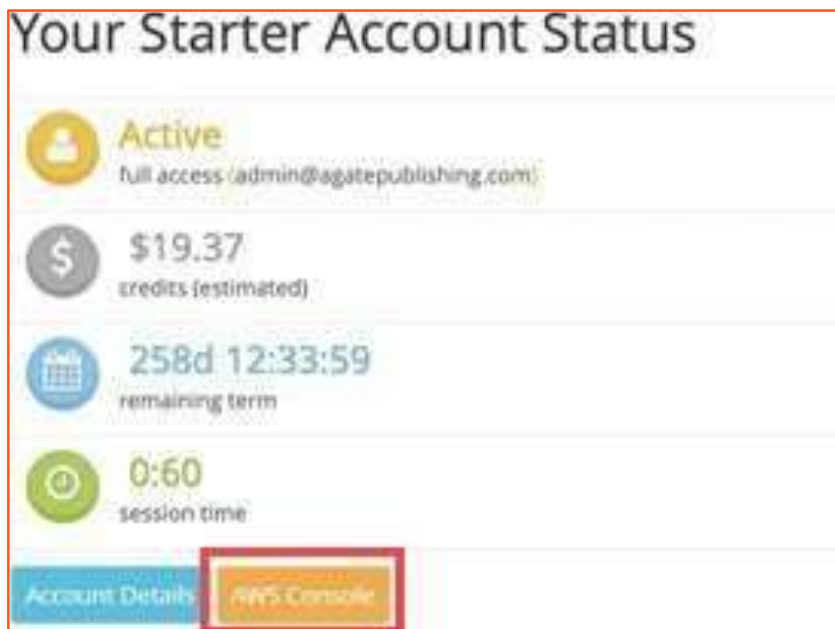 Your Starter Account Status
Active
full access (admin@agatepublishing.com)
$
$19.37
credits (estimated)
258d 12:33:59
remaining term
0:60
session time
Account Details
AWS Console